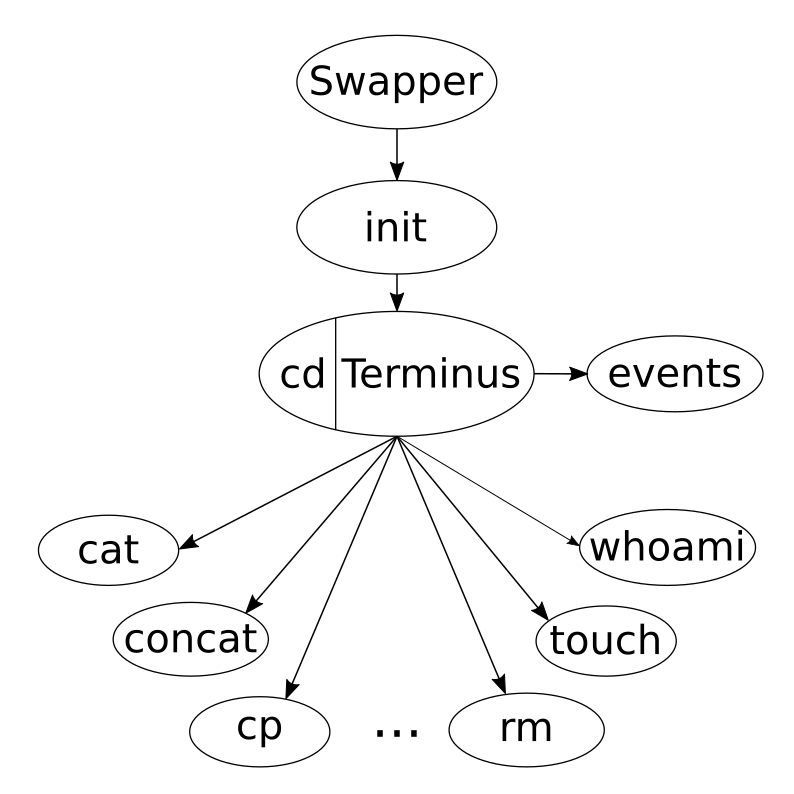 Swapper
init
cd Terminus
events
cat
whoami
concat
touch
cp
...
rm